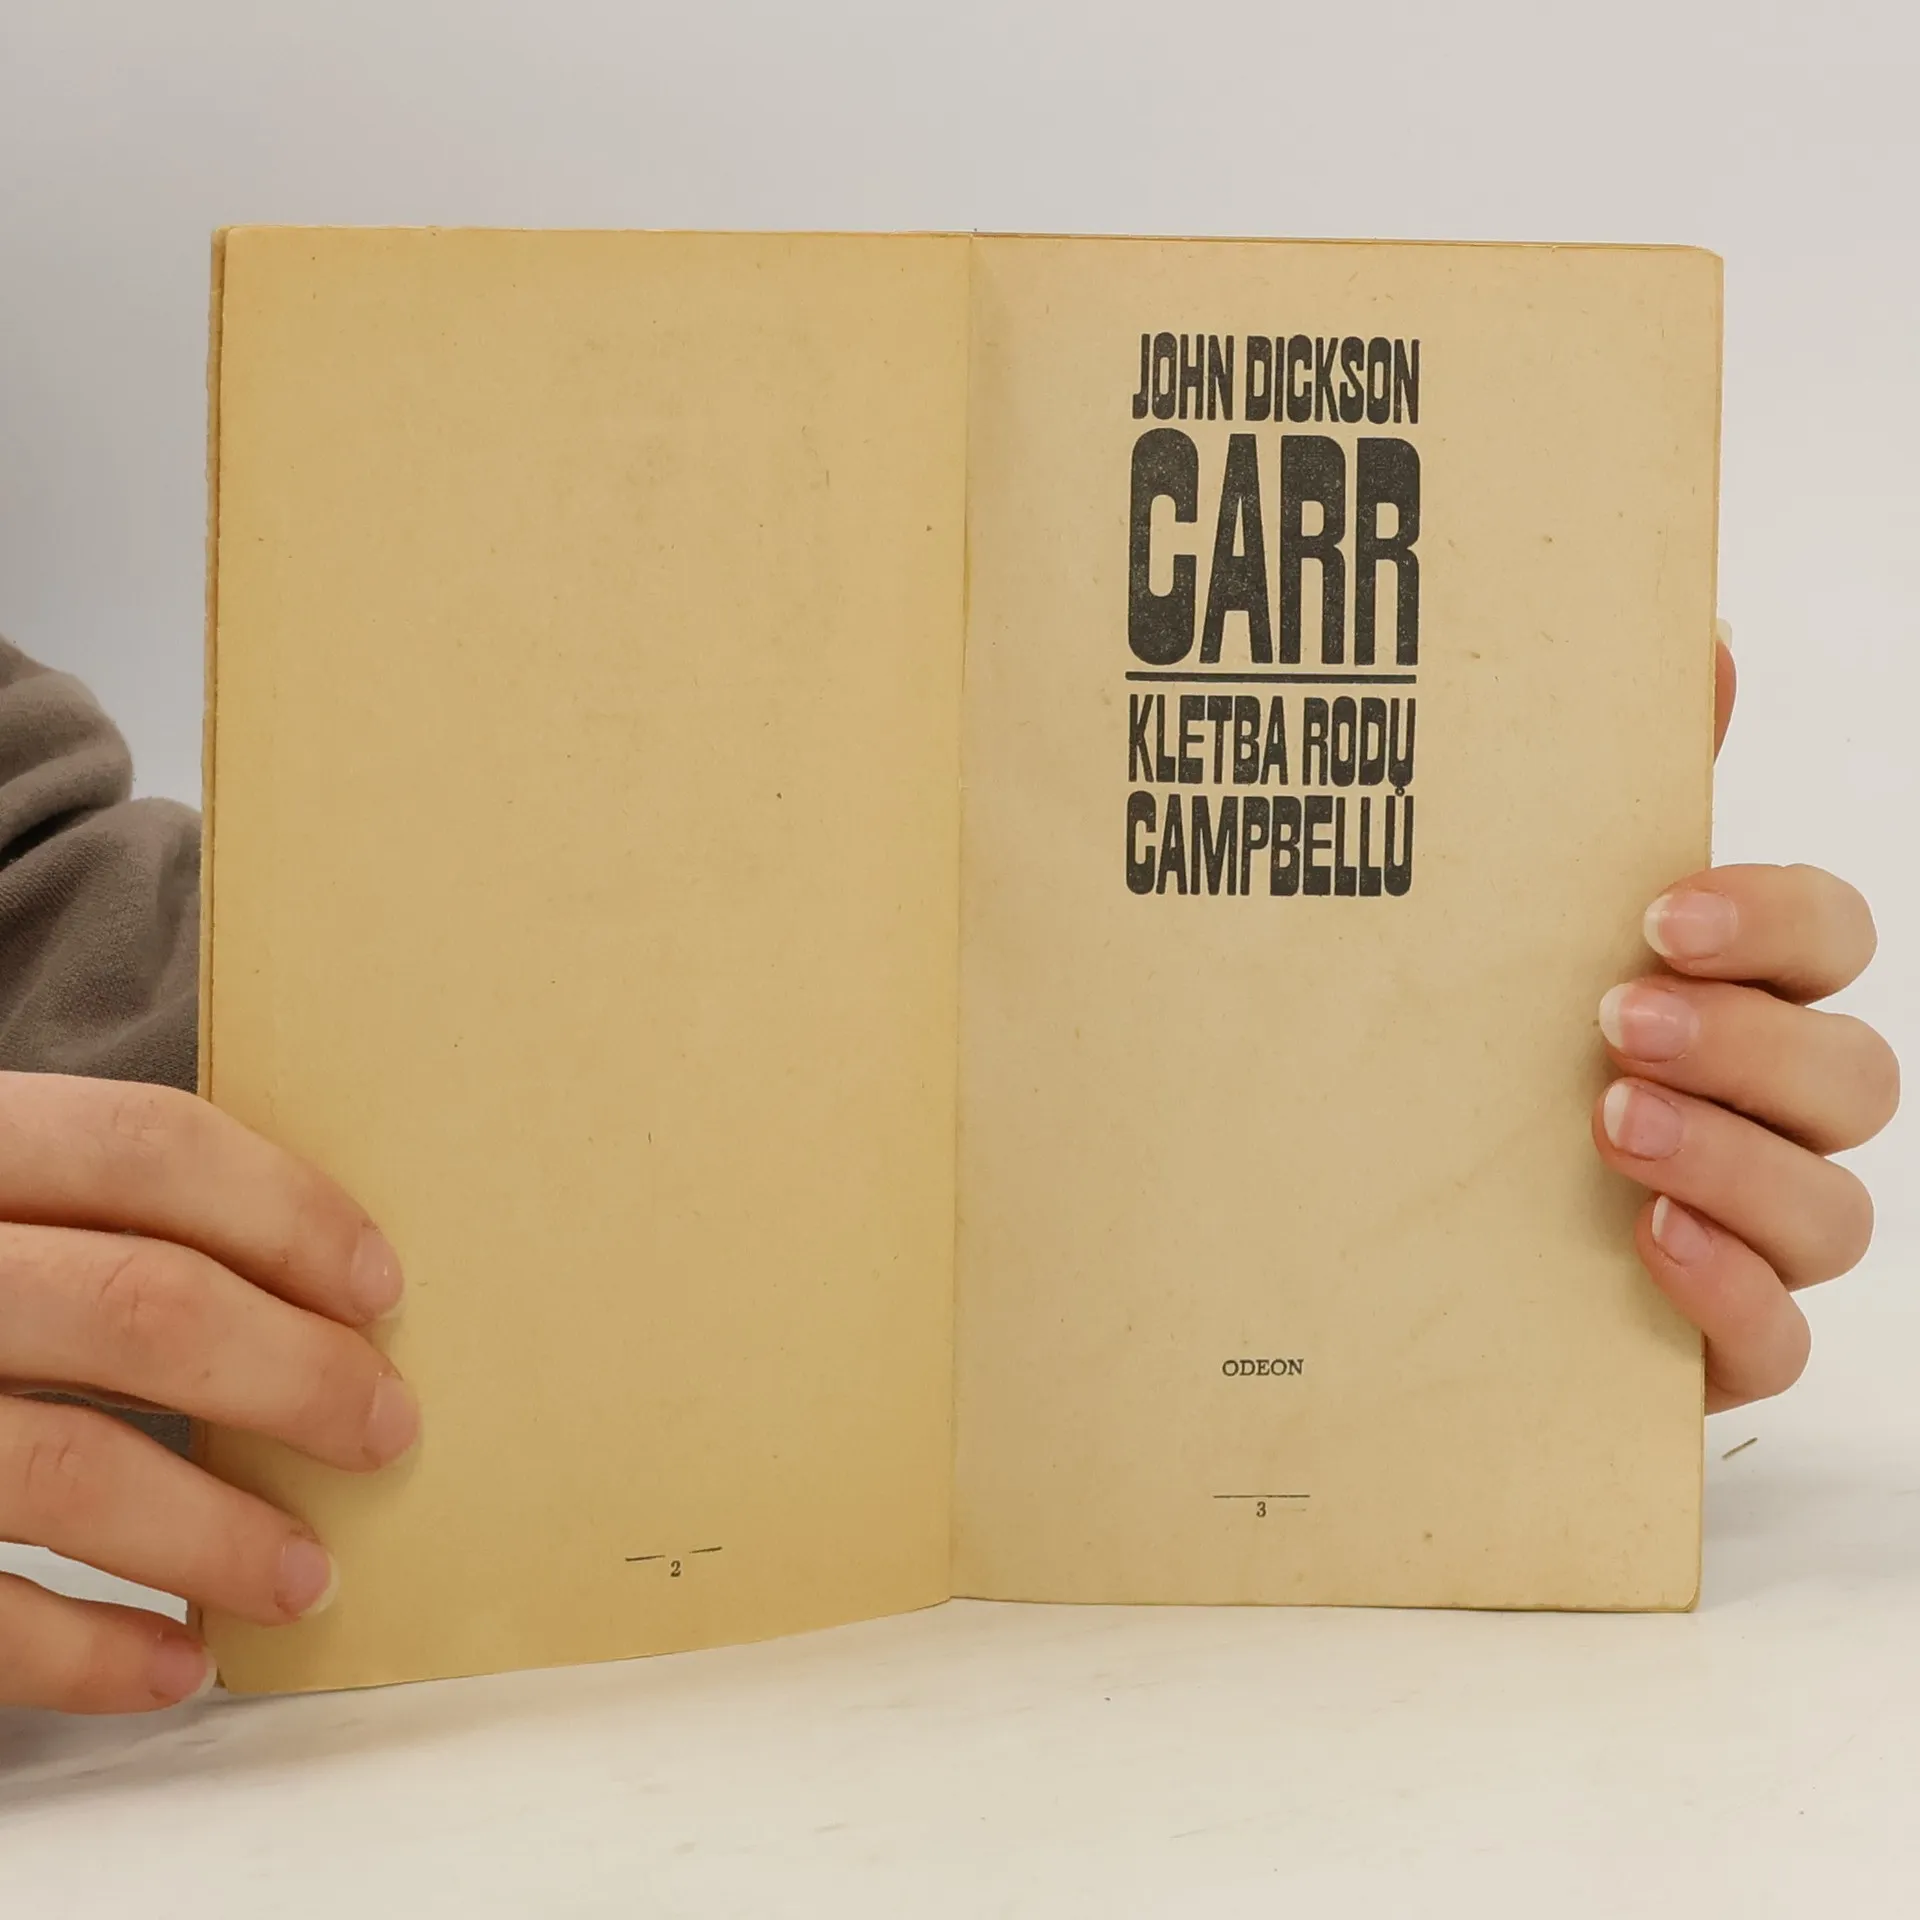 2
JOHN DICKSON
CARR
KLETBA RODU
CAMPBELLŮ
ODEON
3